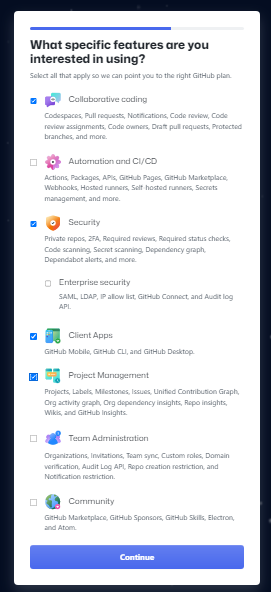 What specific features are you
interested in using?
Select all that apply so we can point you to the right GitHub plan.
Collaborative coding
Codespaces, Pull requests, Notifications, Code review, Code
review assignments, Code owners, Draft pull requests, Protected
branches, and more.
Automation and CI/CD
Actions, Packages, APIs, GitHub Pages, GitHub Marketplace,
Webhooks, Hosted runners, Self-hosted runners, Secrets
management, and more.
Security
Private repos, 2FA, Required reviews, Required status checks,
Code scanning, Secret scanning, Dependency graph,
Dependabot alerts, and more.
Enterprise security
SAML, LDAP, IP allow list, GitHub Connect, and Audit log
API.
Client Apps
GitHub Mobile, GitHub CLI, and GitHub Desktop.
Project Management
Projects, Labels, Milestones, Issues, Unified Contribution Graph,
Org activity graph, Org dependency insights, Repo insights,
Wikis, and GitHub Insights.
Team Administration
Organizations, Invitations, Team sync, Custom roles, Domain
verification, Audit Log API, Repo creation restriction, and
Notification restriction.
Community
GitHub Marketplace, GitHub Sponsors, GitHub Skills, Electron,
and Atom.
Continue